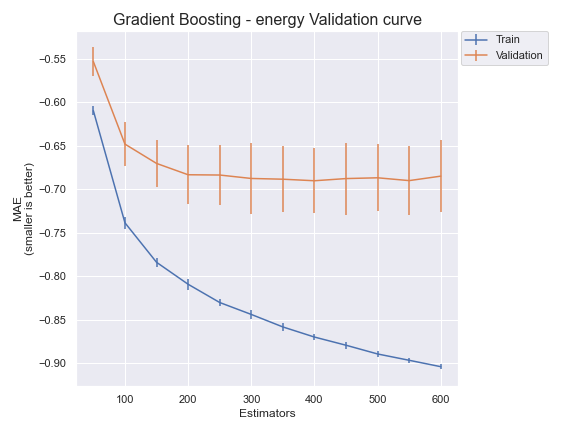 Gradient Boosting - energy Validation curve
Train
Validation
−0.55
−0.60
−0.65
−0.70
−0.75
−0.80
−0.85
−0.90
MAE
(smaller is better)
100
200
300
400
500
600
Estimators